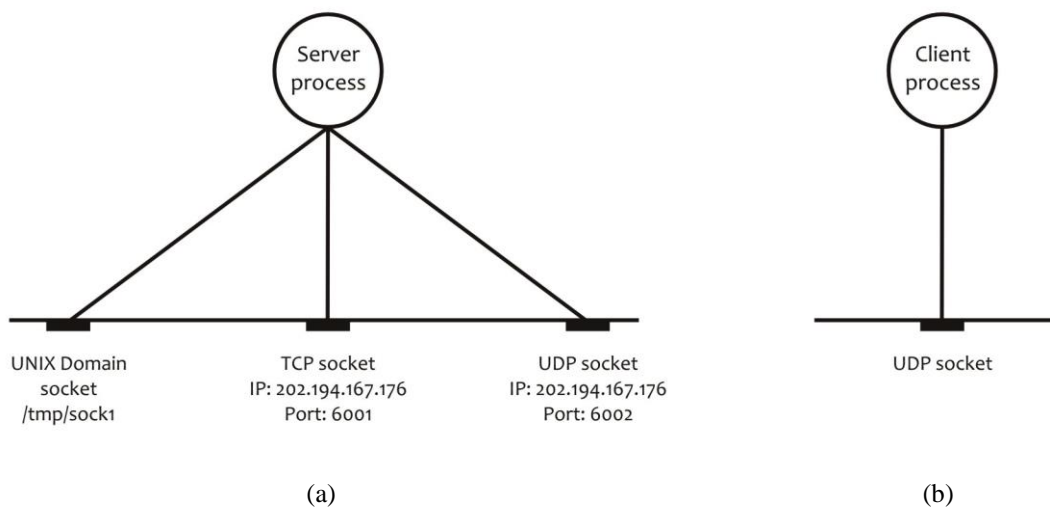 Server
process
Client
process
UNIX Domain
socket
/tmp/sock1
TCP socket
IP: 202.194.167.176
Port: 6001
UDP socket
IP: 202.194.167.176
Port: 6002
UDP socket
(a)
(b)